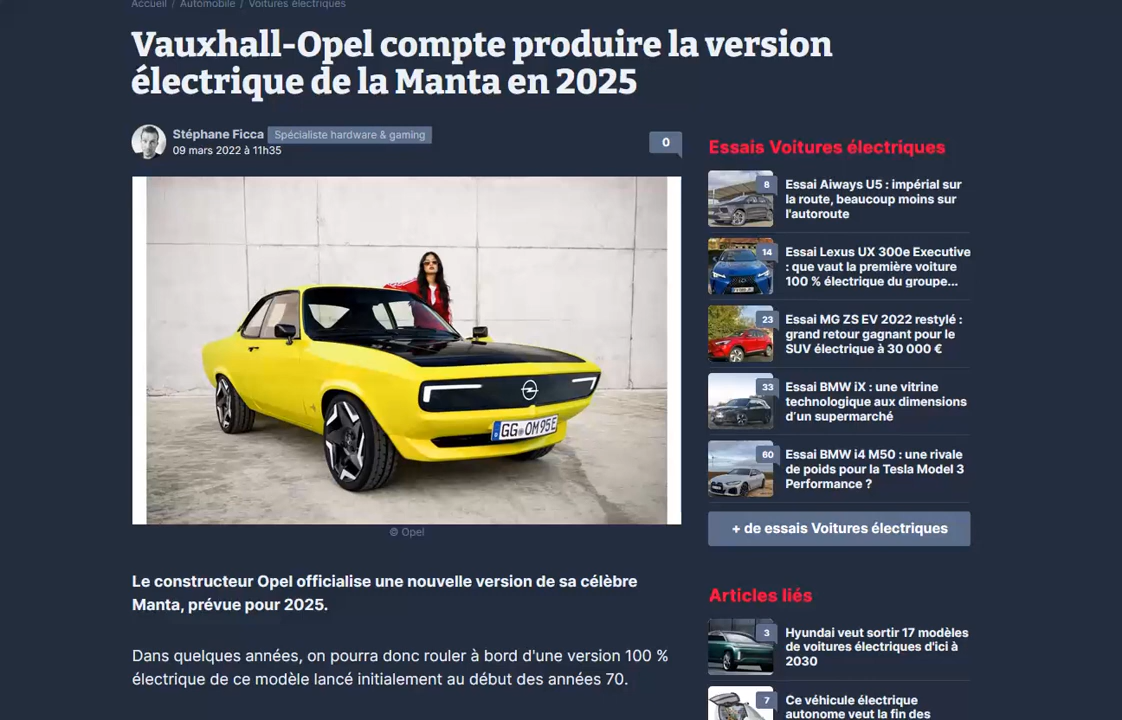 Accueil / Automobile / Voitures électriques
Vauxhall-Opel compte produire la version
électrique de la Manta en 2025
Stéphane Ficca Spécialiste hardware & gaming
09 mars 2022 à 11h35
0
GG OM95E
© Opel
Le constructeur Opel officialise une nouvelle version de sa célèbre
Manta, prévue pour 2025.
Dans quelques années, on pourra donc rouler à bord d'une version 100 %
électrique de ce modèle lancé initialement au début des années 70.
Essais Voitures électriques
8
Essai Aiways U5 : impérial sur
la route, beaucoup moins sur
l'autoroute
14
Essai Lexus UX 300e Executive
: que vaut la première voiture
100 % électrique du groupe...
23
Essai MG ZS EV 2022 restylé :
grand retour gagnant pour le
SUV électrique à 30 000 €
33
Essai BMW iX : une vitrine
technologique aux dimensions
d’un supermarché
60
Essai BMW i4 M50 : une rivale
de poids pour la Tesla Model 3
Performance ?
+ de essais Voitures électriques
Articles liés
3
Hyundai veut sortir 17 modèles
de voitures électriques d'ici à
2030
7
Ce véhicule électrique
autonome veut la fin des